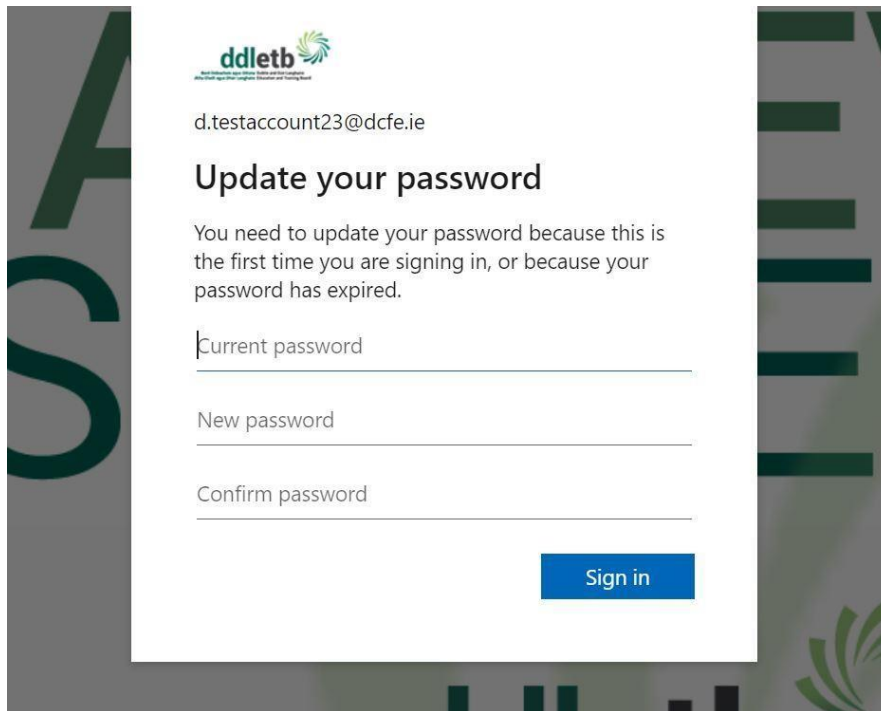 ddletb
d.testaccount23@dcfe.ie
Update your password
You need to update your password because this is
the first time you are signing in, or because your
password has expired.
Current password
New password
Confirm password
Sign in